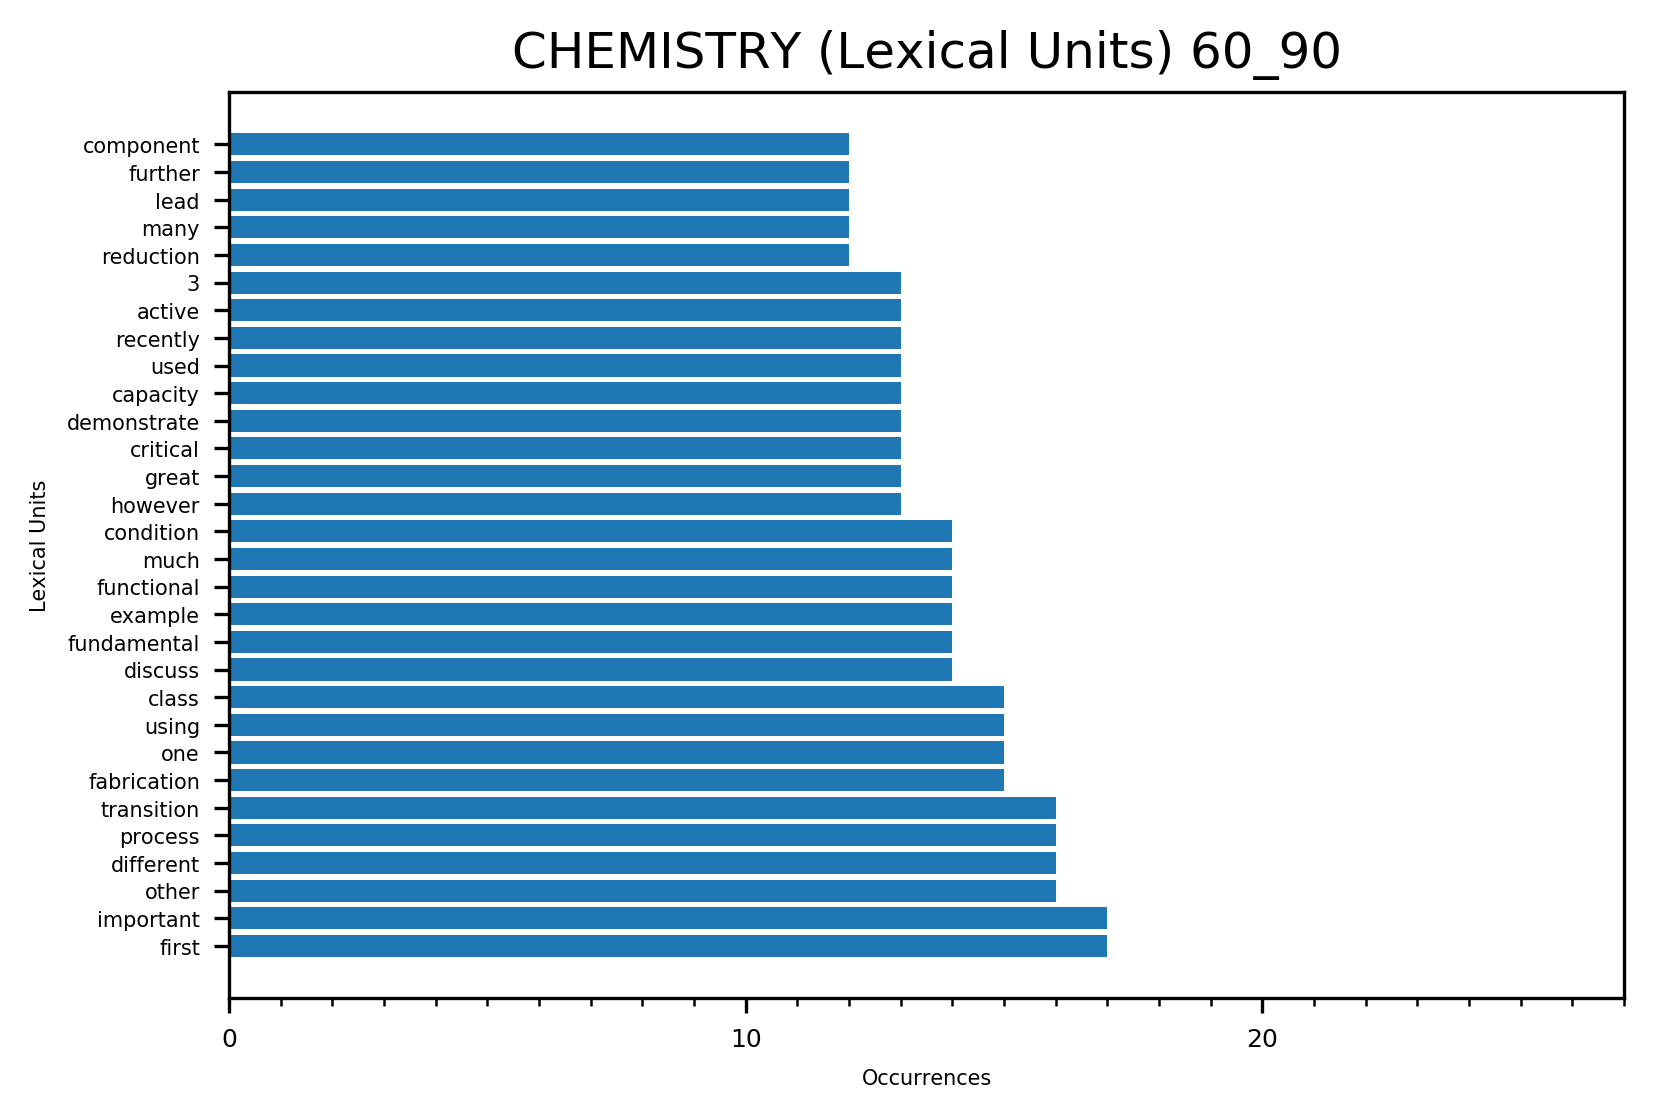 CHEMISTRY (Lexical Units) 60_90
component
further
lead
many
reduction
3
active
recently
used
capacity
demonstrate
critical
great
however
condition
much
functional
example
fundamental
discuss
class
using
one
fabrication
transition
process
different
other
important
first
Lexical Units
0 10 20
Occurrences